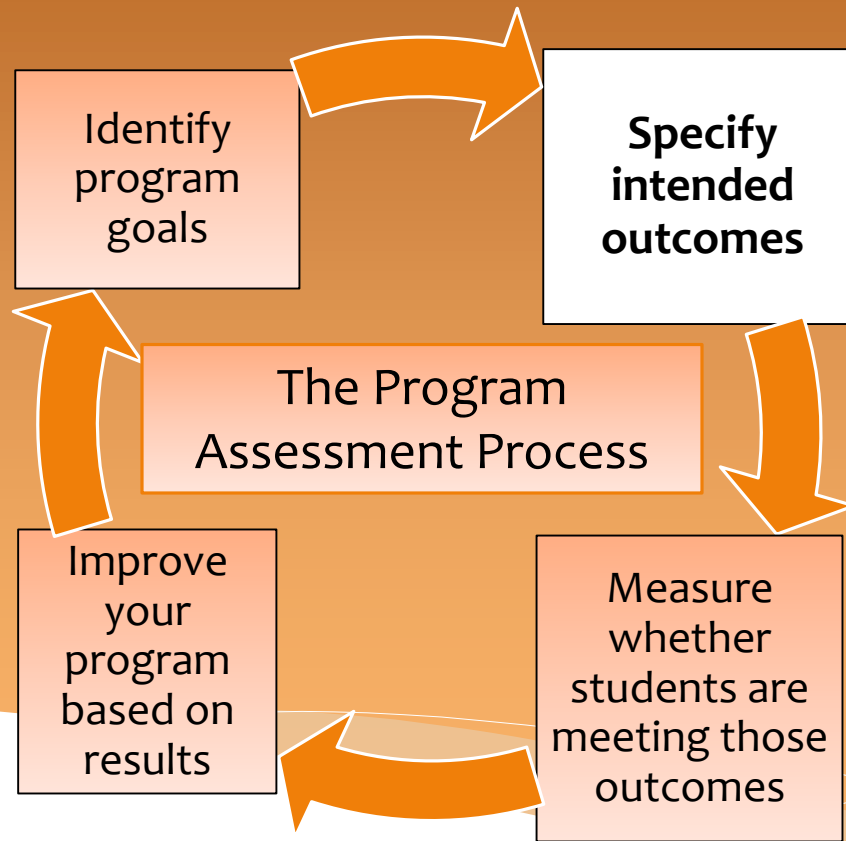 Identify
program
goals
Specify
intended
outcomes
The Program
Assessment Process
Improve
your
program
based on
results
Measure
whether
students are
meeting those
outcomes